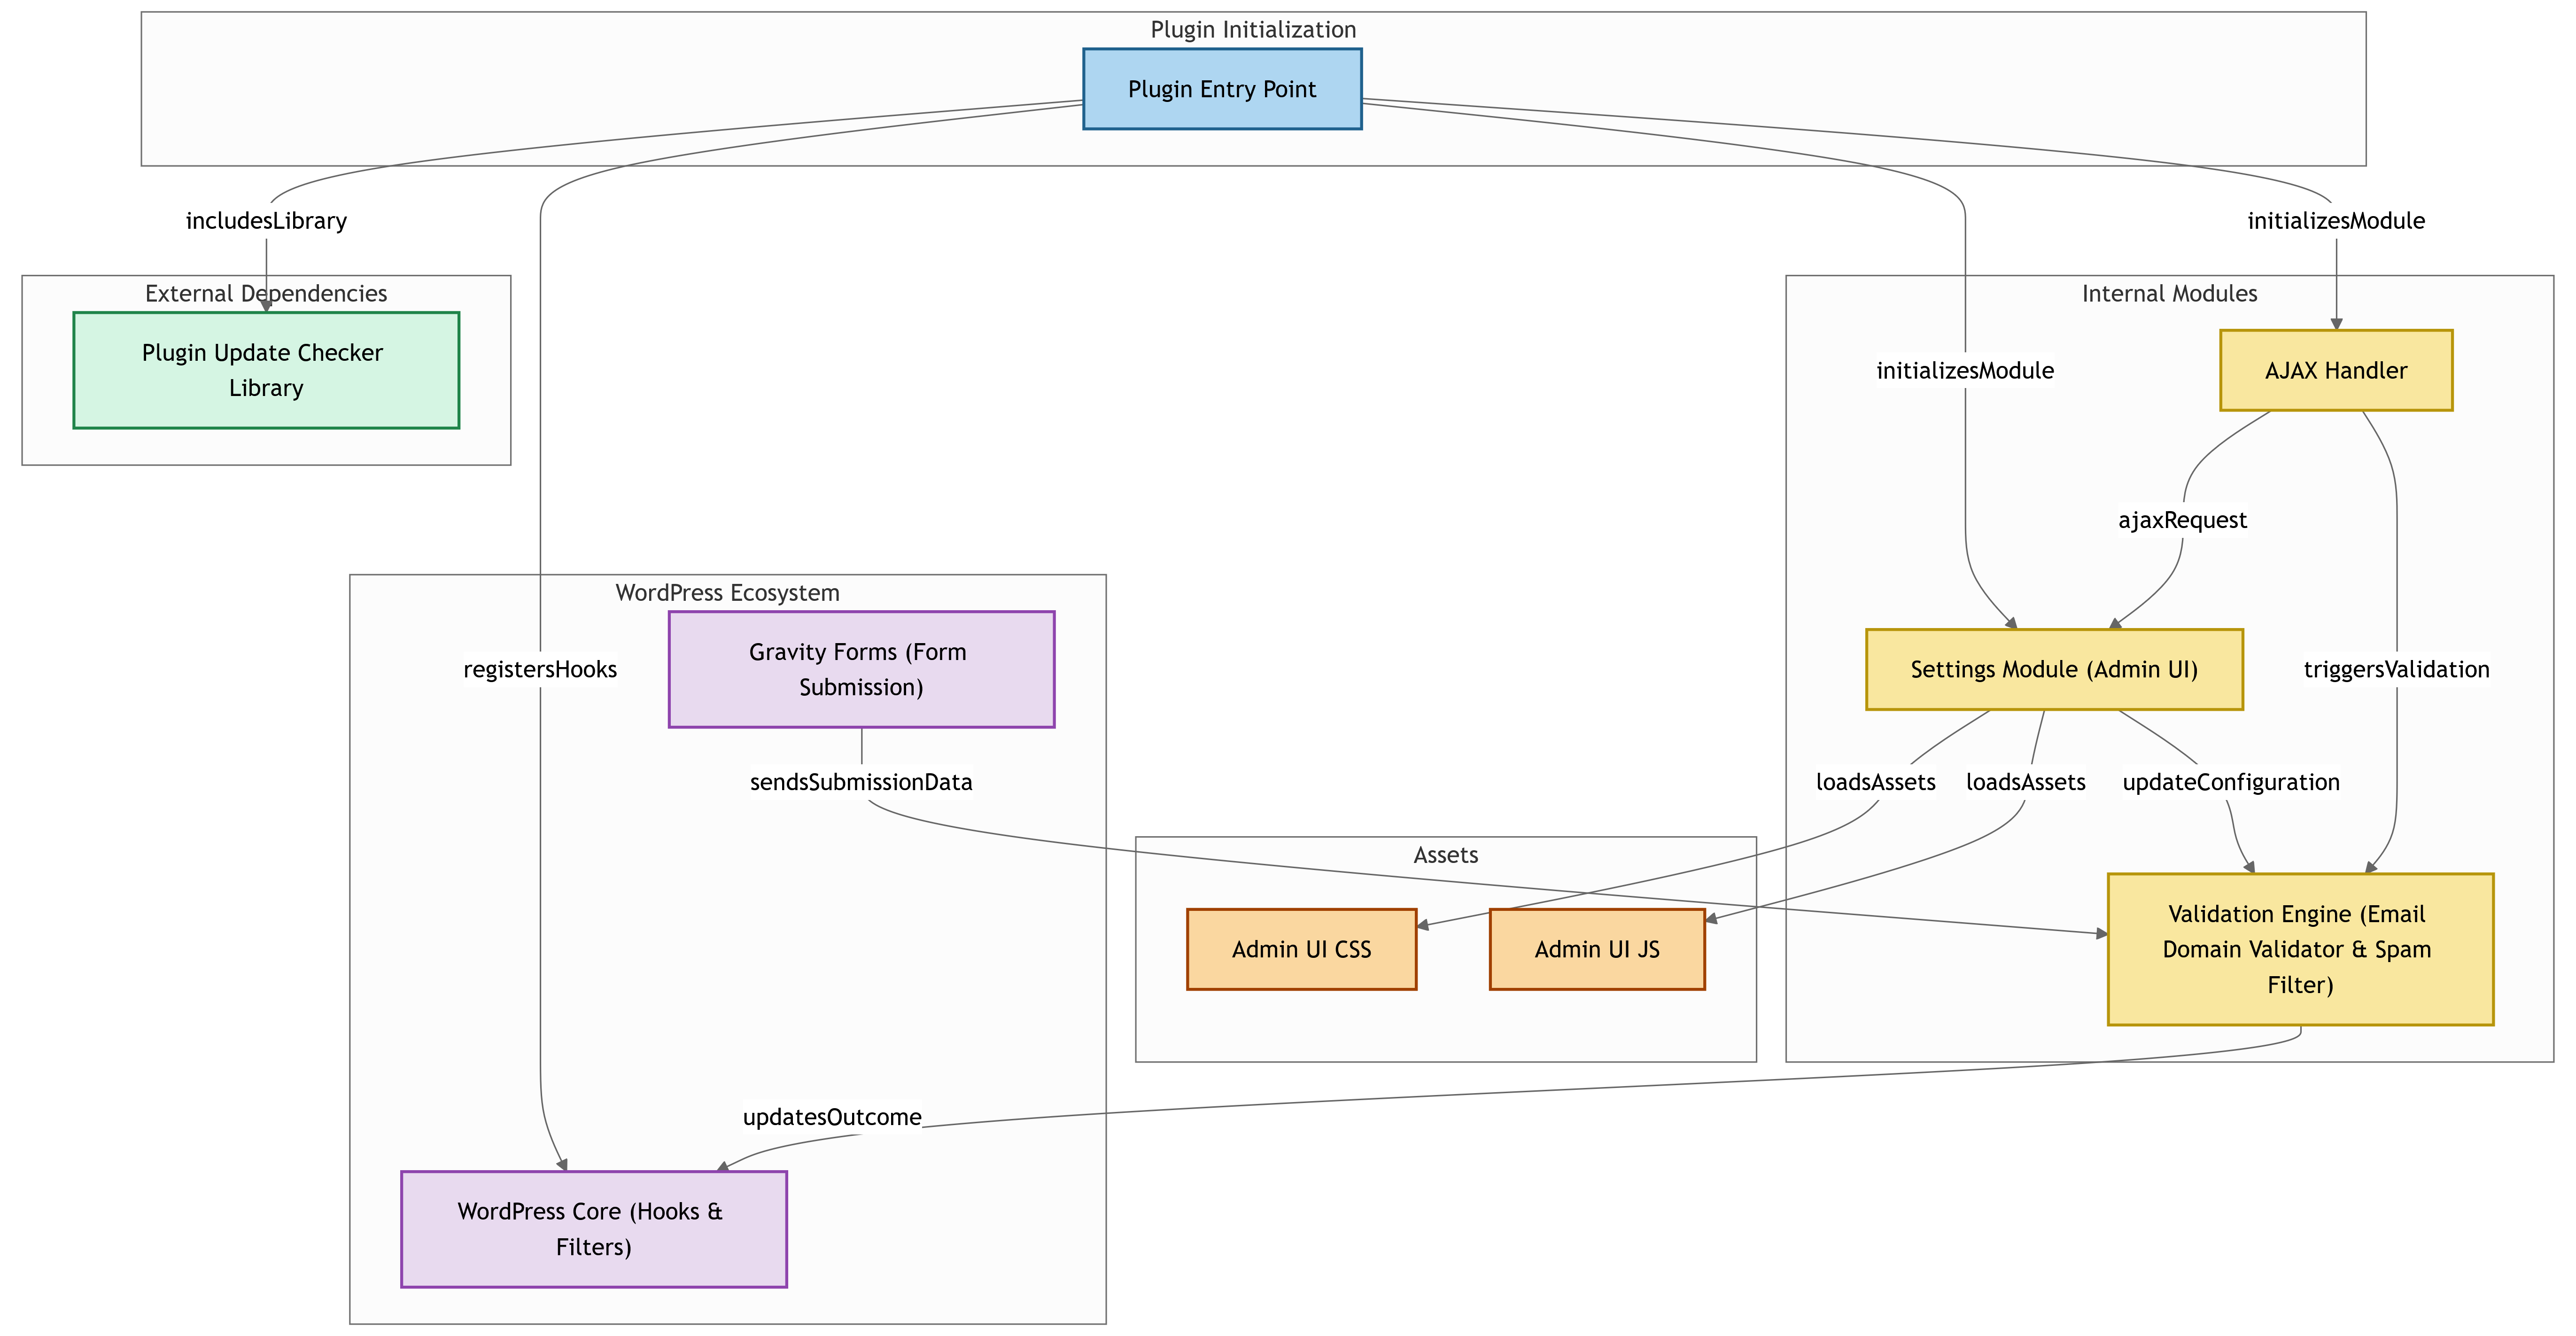 Plugin Initialization
Plugin Entry Point
includesLibrary
initializesModule
External Dependencies
Plugin Update Checker
Library
Internal Modules
AJAX Handler
initializesModule
ajaxRequest
WordPress Ecosystem
Gravity Forms (Form
Submission)
registersHooks
Settings Module (Admin UI)
triggersValidation
sendsSubmissionData
loadsAssets
loadsAssets
updateConfiguration
Assets
Admin UI CSS
Admin UI JS
Validation Engine (Email
Domain Validator & Spam
Filter)
updatesOutcome
WordPress Core (Hooks &
Filters)